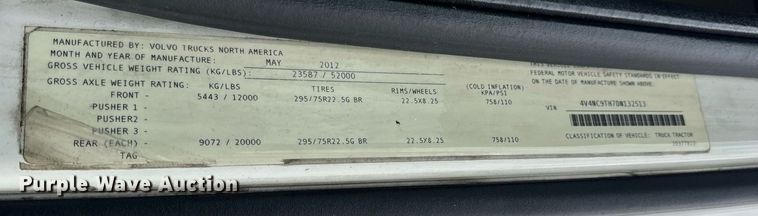 MANUFACTURED BY: VOLVO TRUCKS NORTH AMERICA
MONTH AND YEAR OF MANUFACTURE: MAY 2012
GROSS VEHICLE WEIGHT RATING (KG/LBS) 23587 / 52000
GROSS AXLE WEIGHT RATING: KG/LBS TIRES RIMS/WHEELS (COLD INFLATION) KPA/PSI
FRONT 5443 / 12000 295/75R22.5G BR 22.5X8.25 758/110
PUSHER 1
PUSHER2
PUSHER 3
REAR (EACH) 9072 / 20000 295/75R22.5G BR 22.5X8.25 758/110
TAG
FEDERAL MOTOR VEHICLE SAFETY STANDARDS IN EFFECT
ON THE DATE OF MANUFACTURE SHOWN ABOVE.
VIN 4V4NC9TH7DN132513
CLASSIFICATION OF VEHICLE: TRUCK TRACTOR
Purple Wave Auction